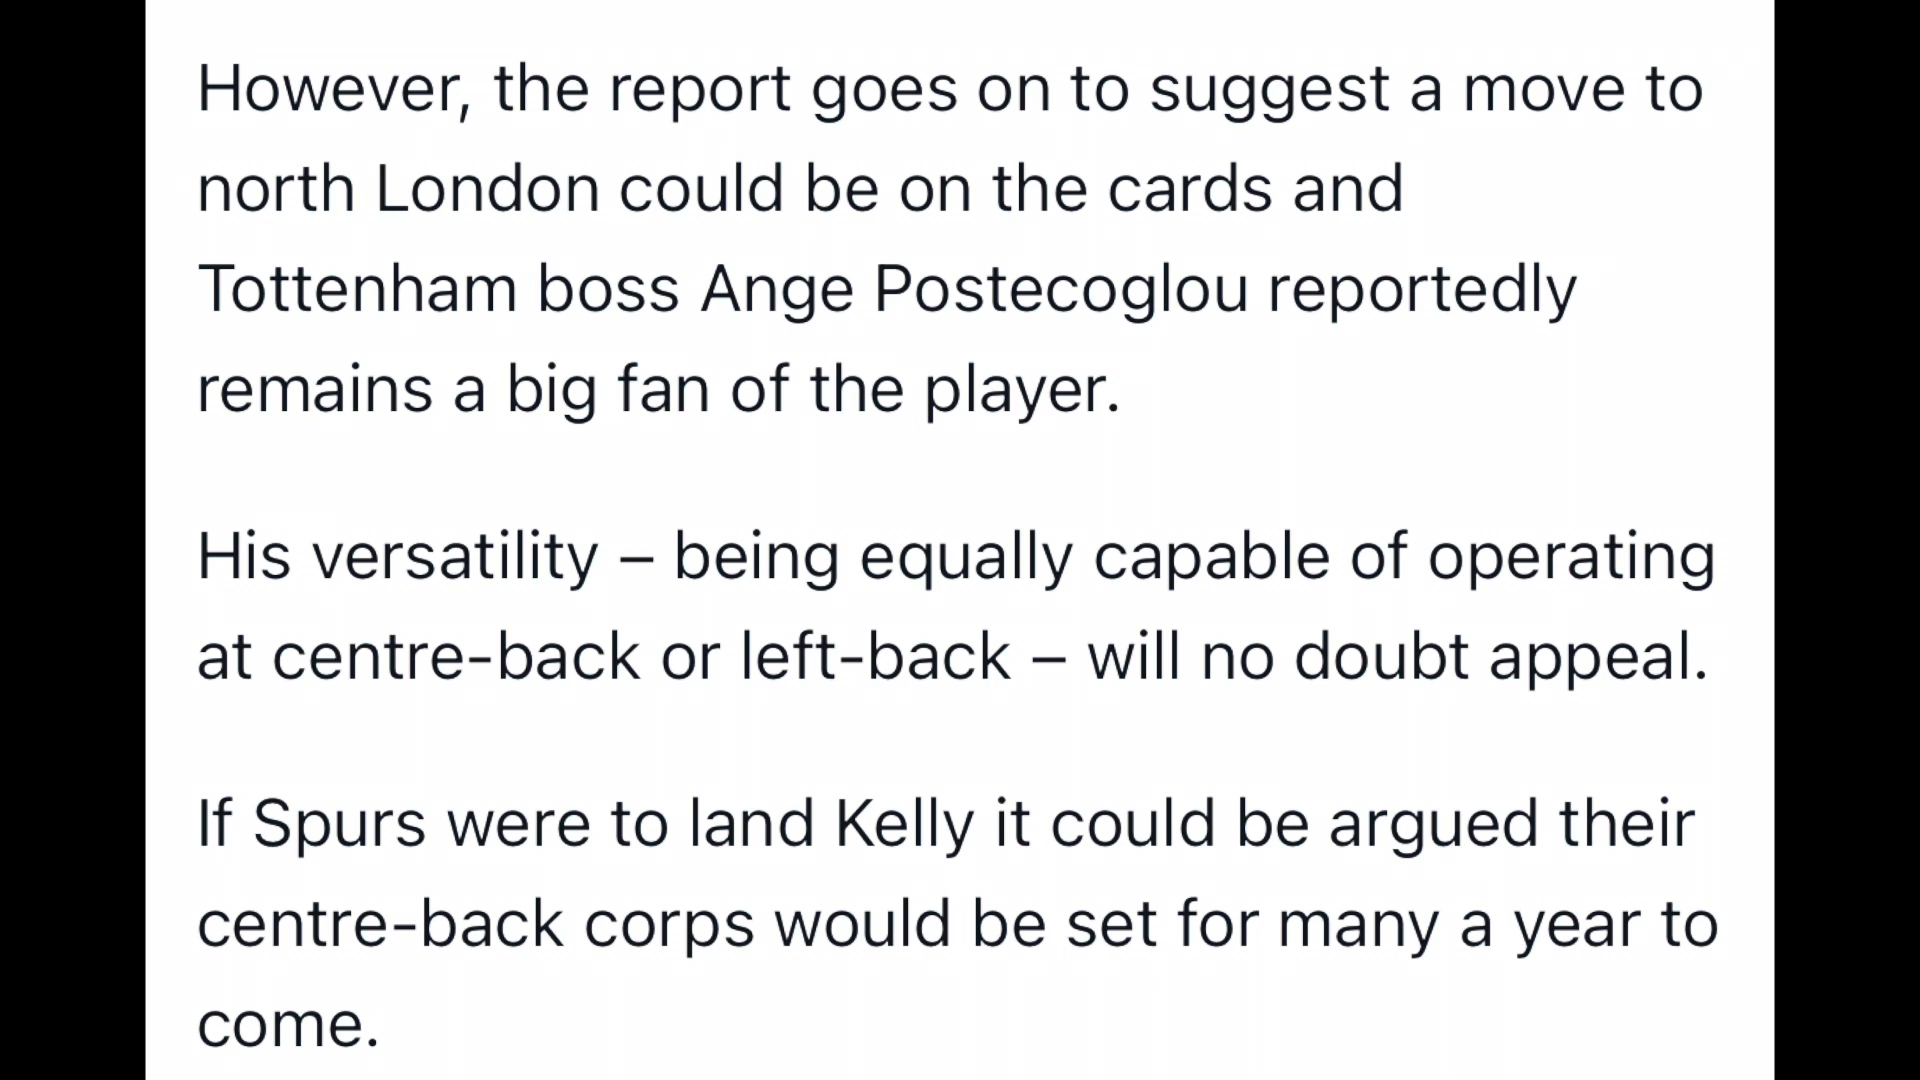 However, the report goes on to suggest a move to
north London could be on the cards and
Tottenham boss Ange Postecoglou reportedly
remains a big fan of the player.
His versatility – being equally capable of operating
at centre-back or left-back – will no doubt appeal.
If Spurs were to land Kelly it could be argued their
centre-back corps would be set for many a year to
come.